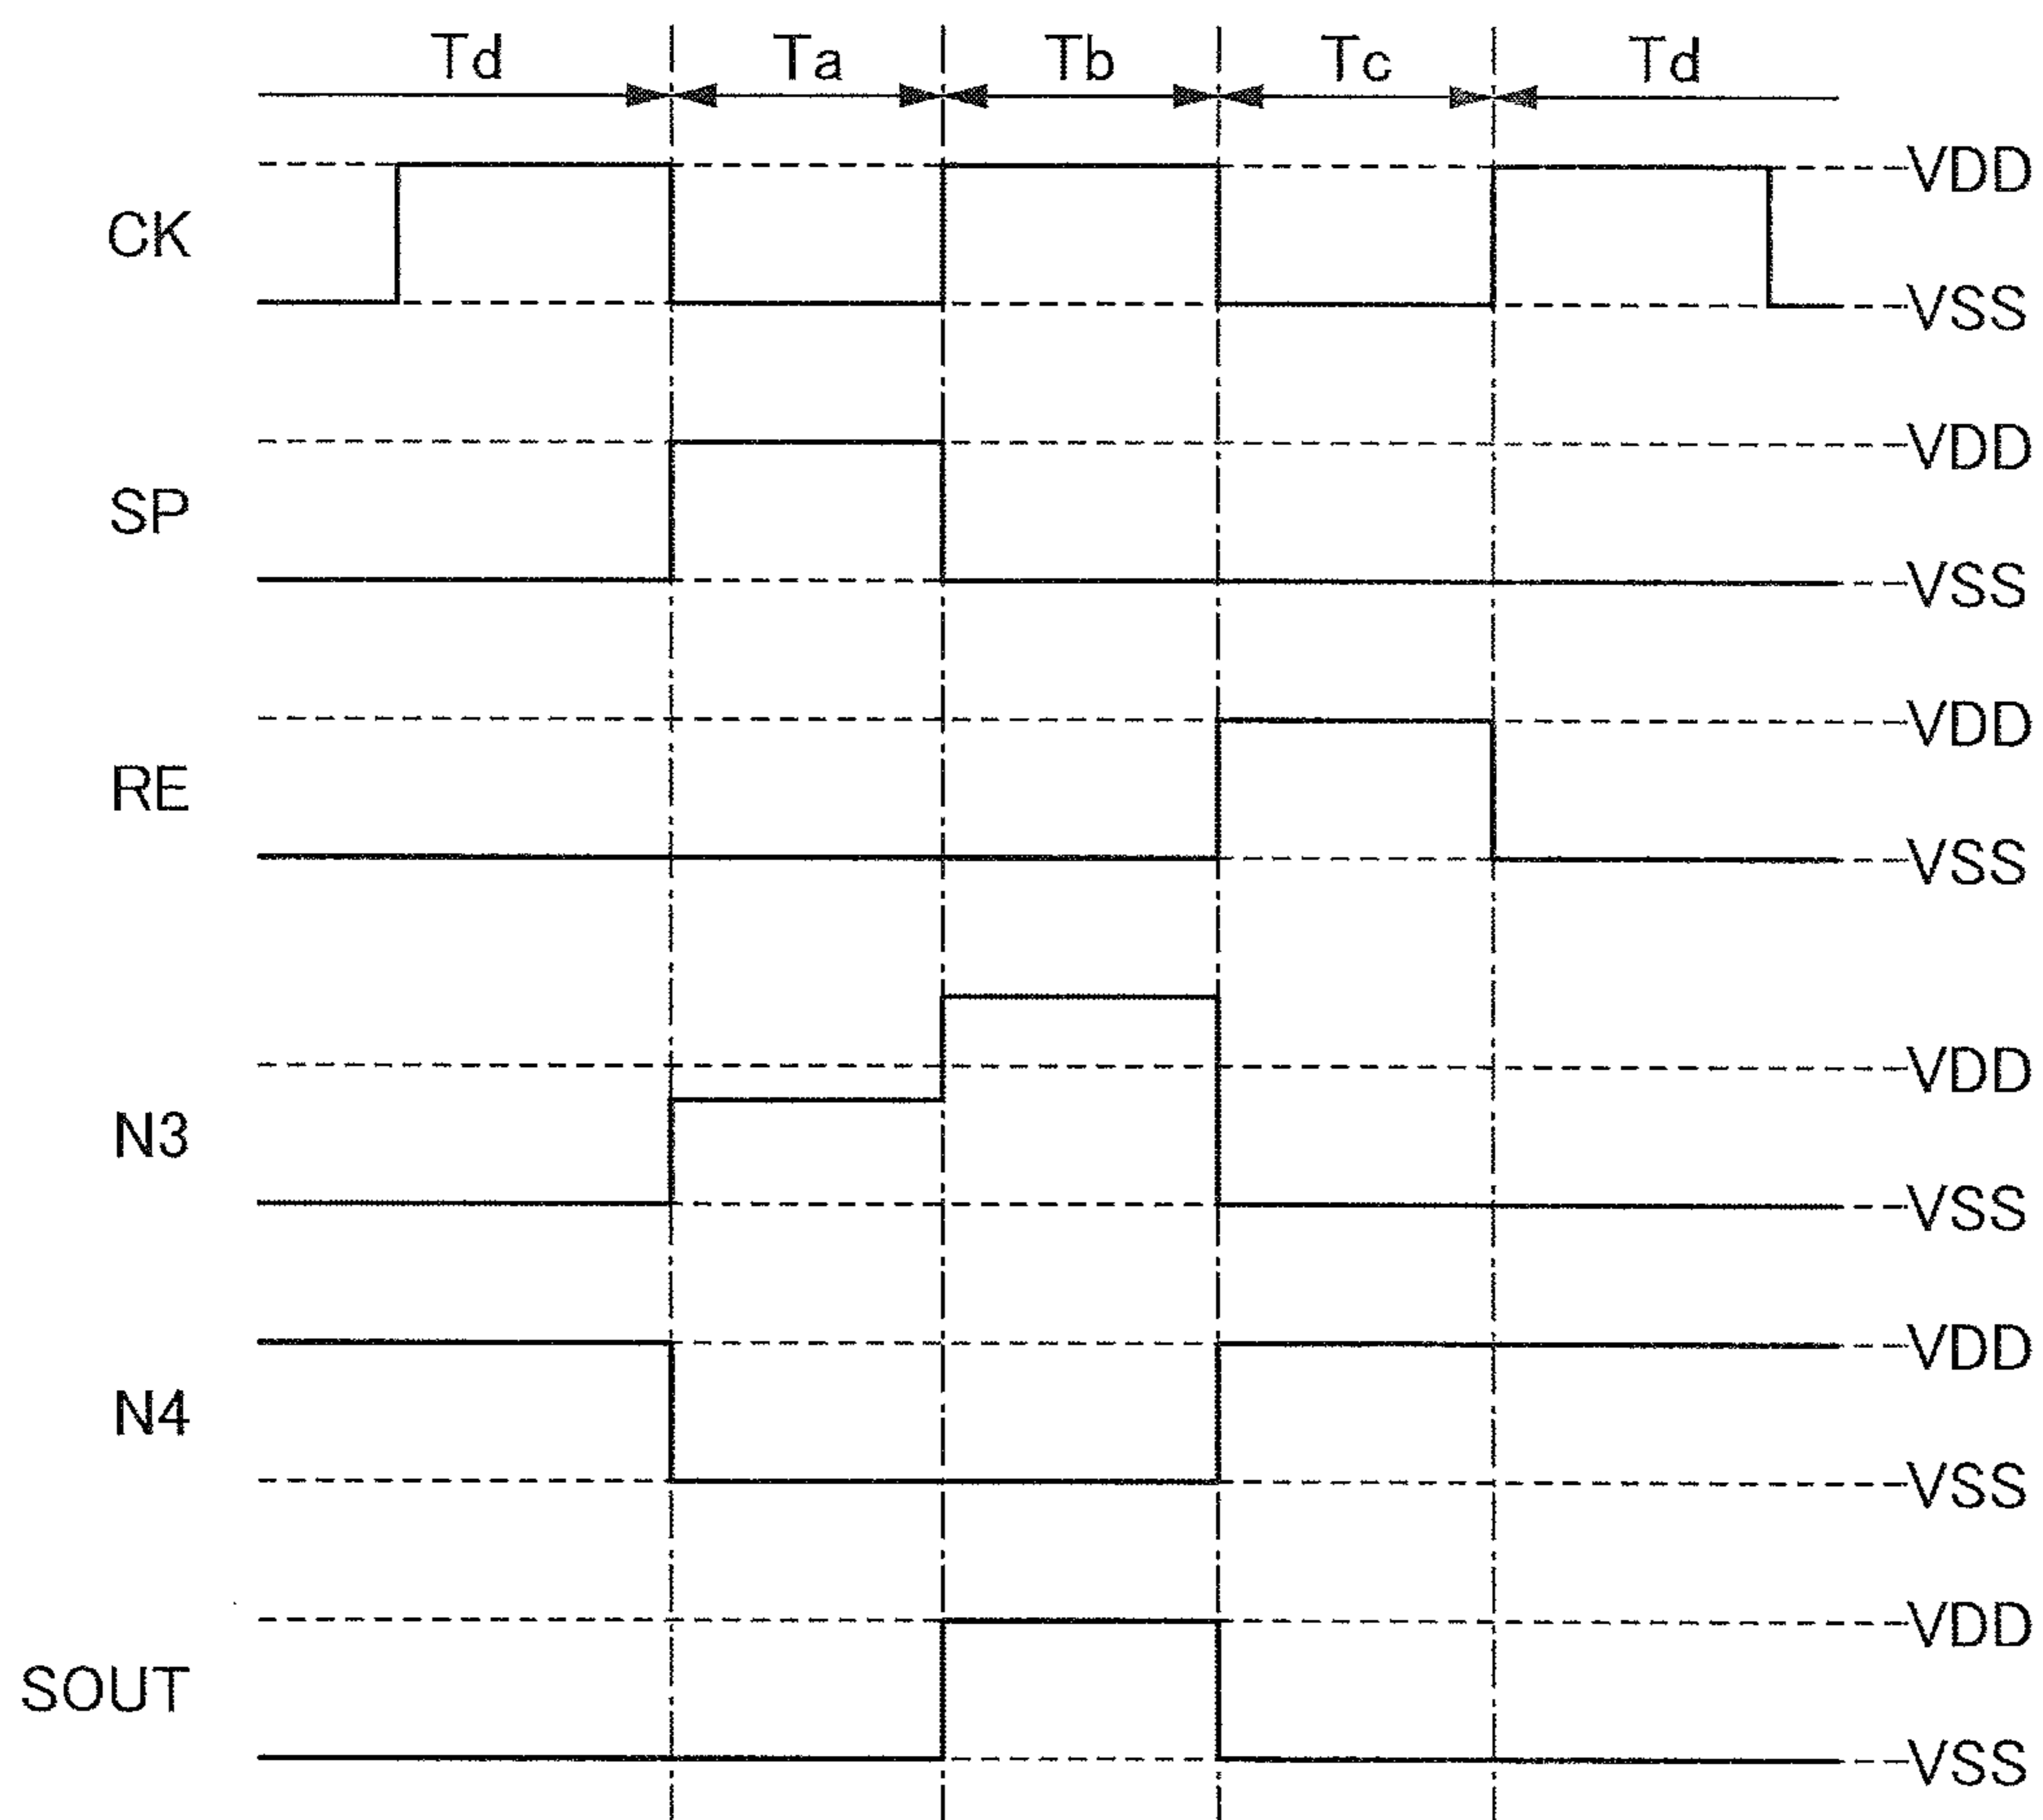 Td Ta Tb Tc Td
VDD
CK
VSS
VDD
SP
VSS
VDD
RE
VSS
VDD
N3
VSS
VDD
N4
VSS
VDD
SOUT
VSS